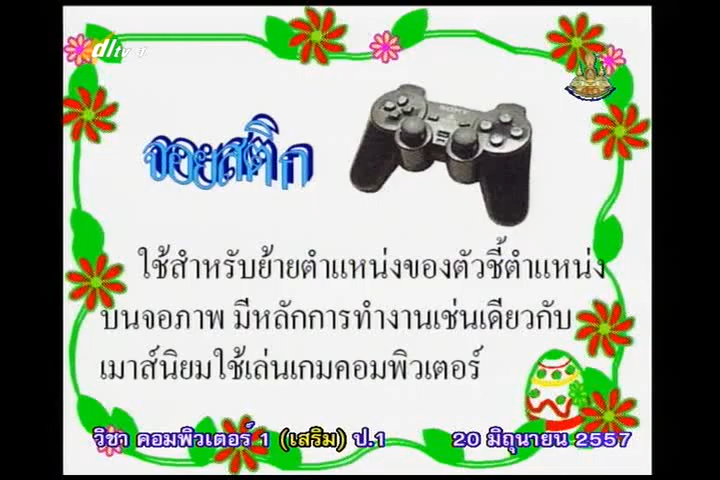 dltv 1
จอยสติก
SONY
ใช้สำหรับย้ายตำแหน่งของตัวชี้ตำแหน่ง
บนจอภาพ มีหลักการทำงานเช่นเดียวกับ
เมาส์นิยมใช้เล่นเกมคอมพิวเตอร์
วิชา คอมพิวเตอร์ 1 (เสริม) ป.1 20 มิถุนายน 2557